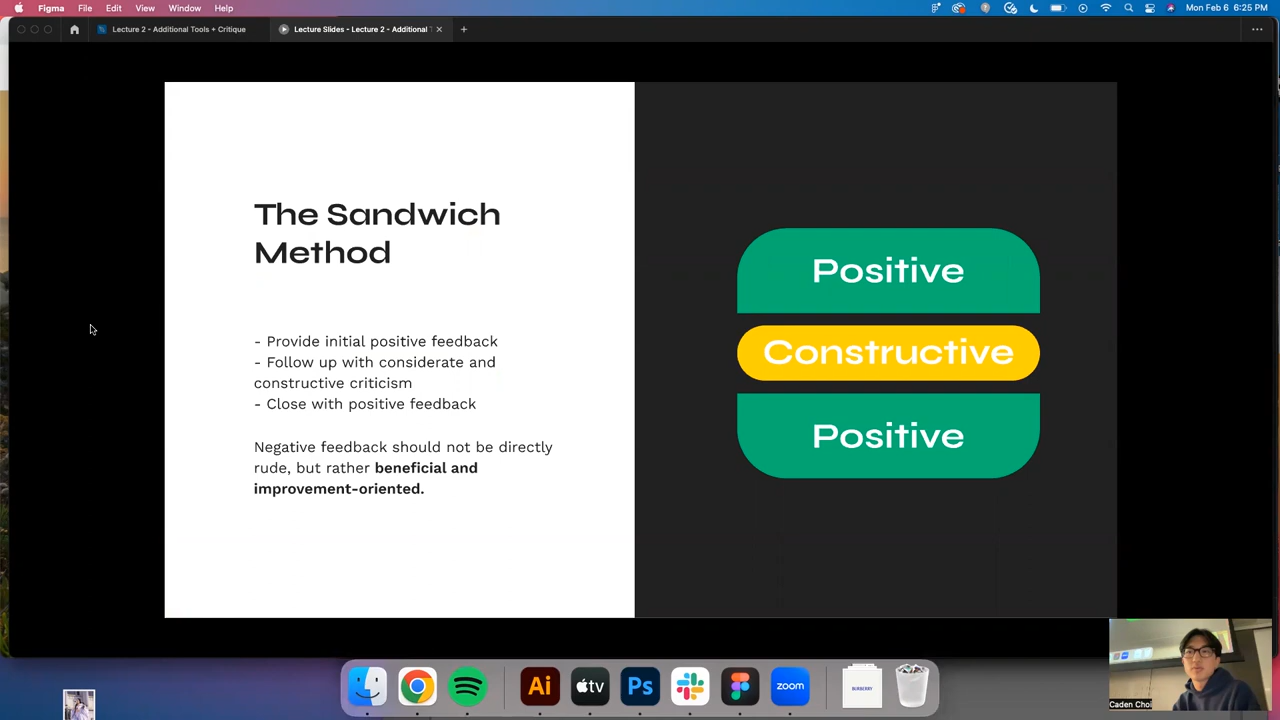 Figma File Edit View Window Help
Mon Feb 6 6:25 PM
Lecture 2 - Additional Tools + Critique
Lecture Slides - Lecture 2 - Additional
The Sandwich
Method
- Provide initial positive feedback
- Follow up with considerate and
constructive criticism
- Close with positive feedback
Negative feedback should not be directly
rude, but rather beneficial and
improvement-oriented.
Positive
Constructive
Positive
Ai
tv
Ps
zoom
BURBERRY
Caden Choi